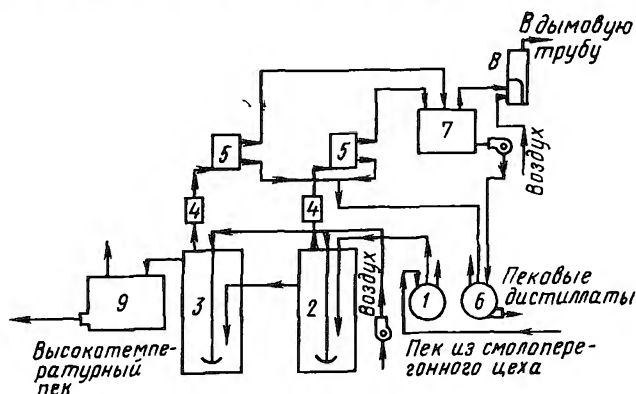 В дымовую
трубу
8
7
5
5
Воздух
4
4
9
3
2
Воздух
1
6
Пековые
дистиллаты
Высокотемпе-
ратурный
пек
Пек из смолопере-
гонного цеха